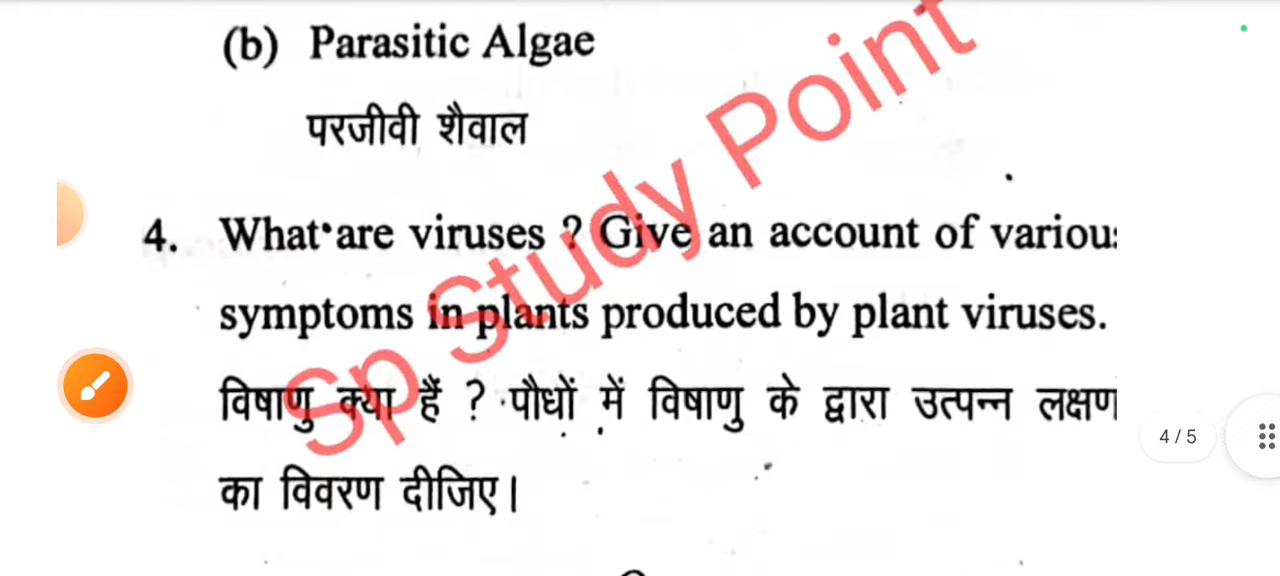 (b) Parasitic Algae
परजीवी शैवाल
4. What are viruses ? Give an account of variou
symptoms in plants produced by plant viruses.
विषाणु क्या हैं ? पौधों में विषाणु के द्वारा उत्पन्न लक्षण
का विवरण दीजिए।
Sp Study Point
4 / 5